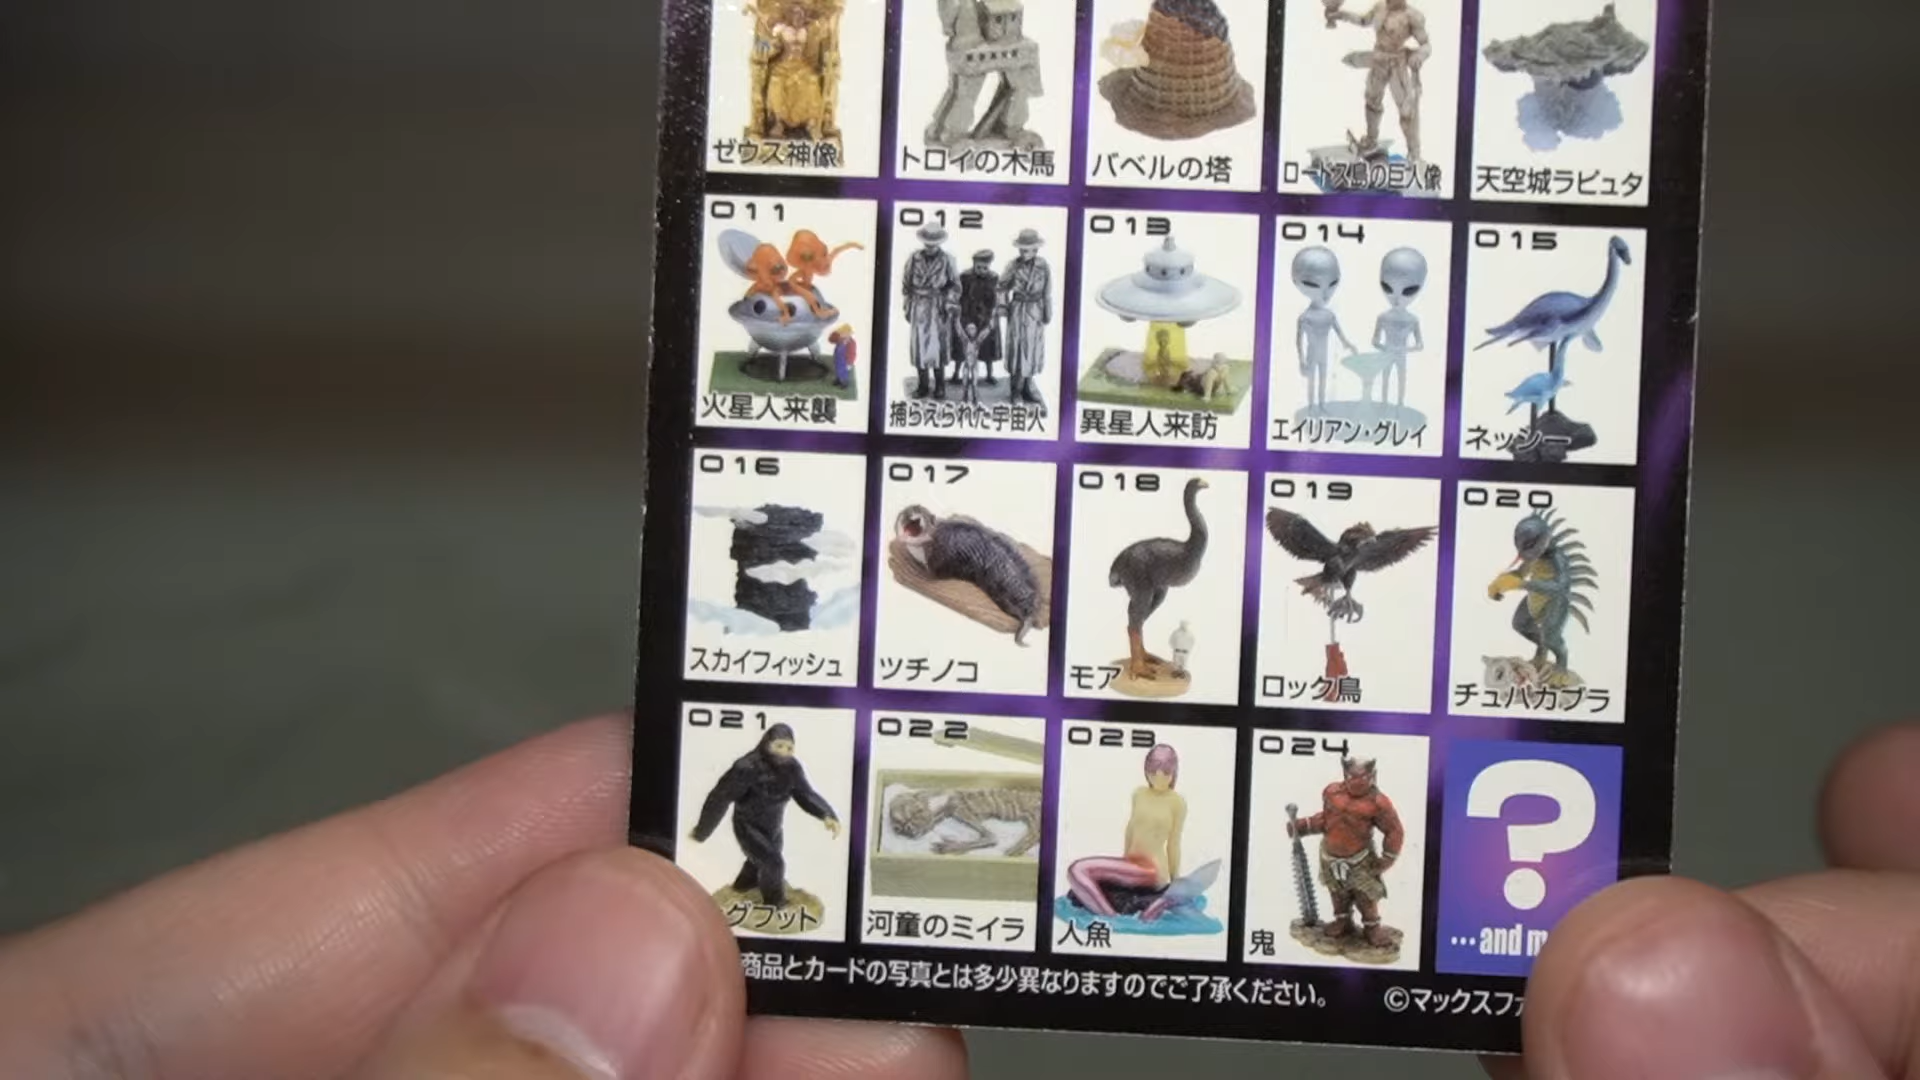 ゼウス神像
トロイの木馬
バベルの塔
ロードス島の巨人像
天空城ラピュタ
011
火星人来襲
012
捕らえられた宇宙人
013
異星人来訪
014
エイリアン・グレイ
015
ネッシー
016
スカイフィッシュ
017
ツチノコ
018
モア
019
ロック鳥
020
チュパカブラ
021
グフット
022
河童のミイラ
023
人魚
024
鬼
?
…and m
商品とカードの写真とは多少異なりますのでご了承ください。
©マックスファ